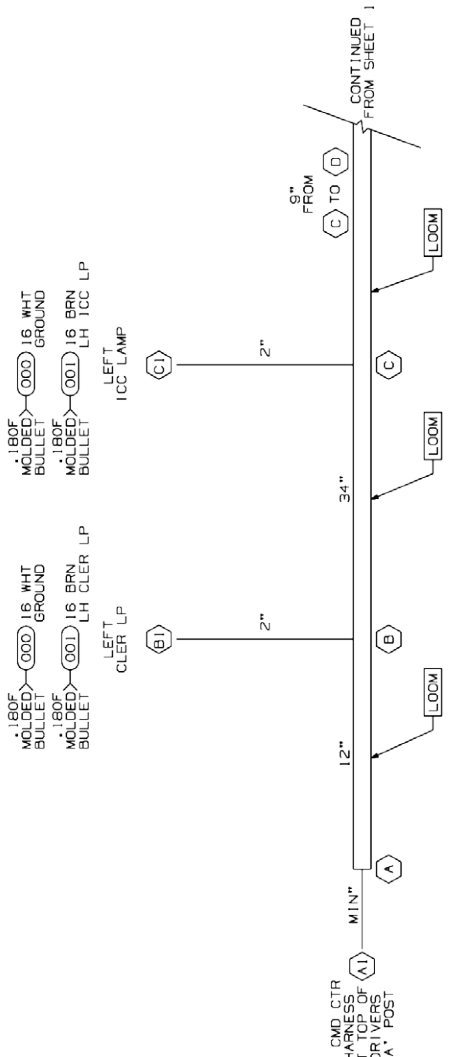 .180F
MOLDED 000 16 WHT
BULLET GROUND
.180F
MOLDED 001 16 BRN
BULLET LH CLER LP
LEFT
CLER LP
B1
.180F
MOLDED 000 16 WHT
BULLET GROUND
.180F
MOLDED 001 16 BRN
BULLET LH ICC LP
LEFT
ICC LAMP
C1
2"
2"
9"
FROM
C TO D
CONTINUED
FROM SHEET 1
CMD CTR
HARNESS
T TOP OF
DRIVERS
A" POST
A1
MIN"
12"
34"
A
B
C
LOOM
LOOM
LOOM